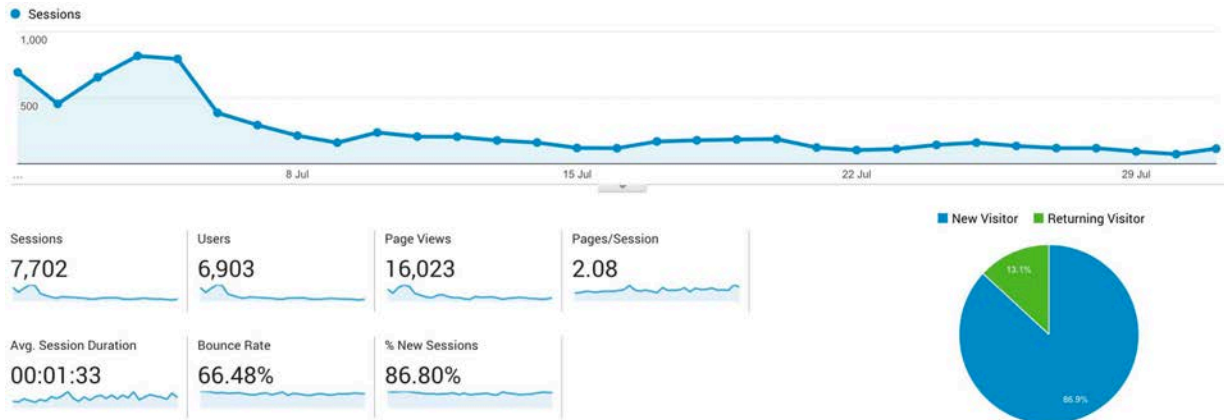 Sessions
1,000
500
...
8 Jul
15 Jul
22 Jul
29 Jul
New Visitor
Returning Visitor
Sessions
7,702
Users
6,903
Page Views
16,023
Pages/Session
2.08
Avg. Session Duration
00:01:33
Bounce Rate
66.48%
% New Sessions
86.80%
13.1%
86.9%